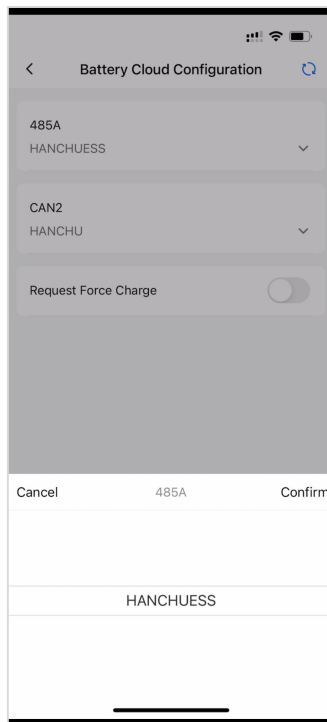 Battery Cloud Configuration
485A
HANCHUESS
CAN2
HANCHU
Request Force Charge
Cancel 485A Confirm
HANCHUESS